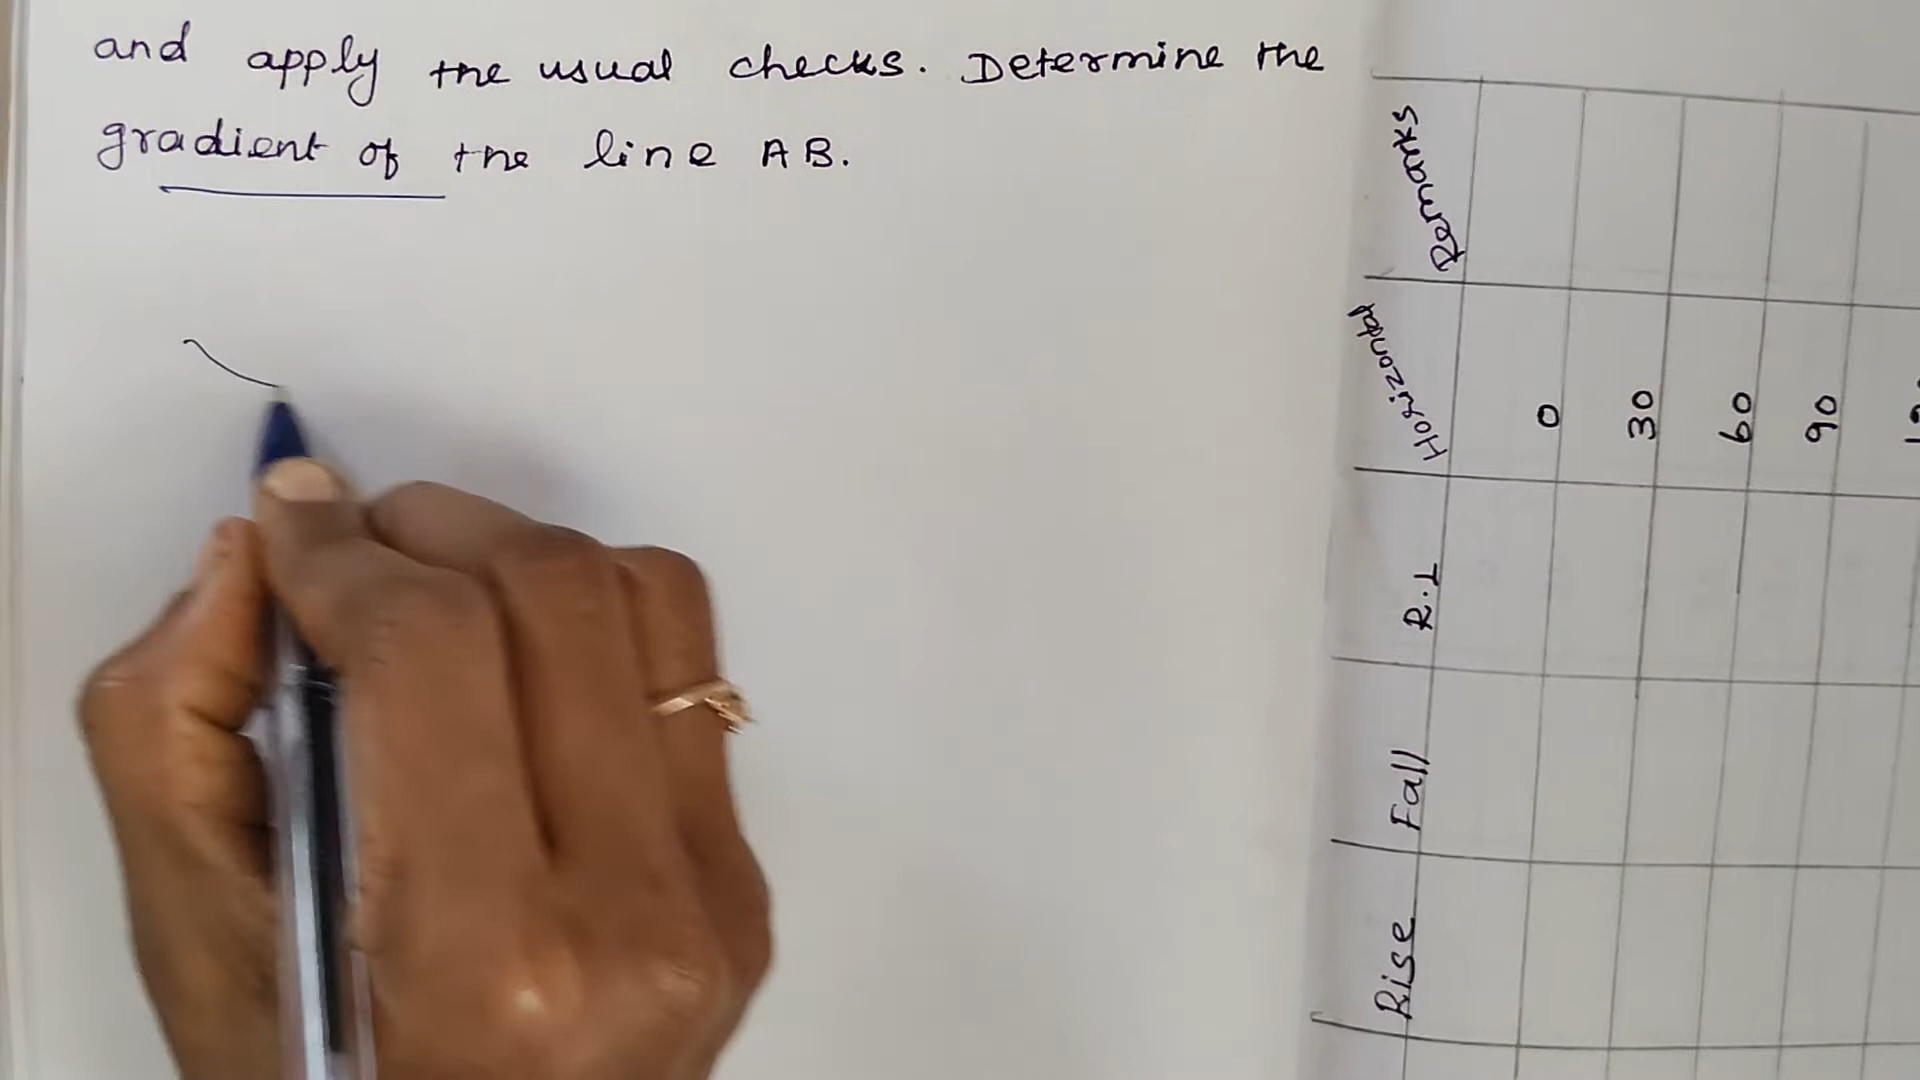 and apply the usual checks. Determine the
gradient of the line AB.
Remarks
Horizondal
0
30
60
90
R.L
Fall
Rise